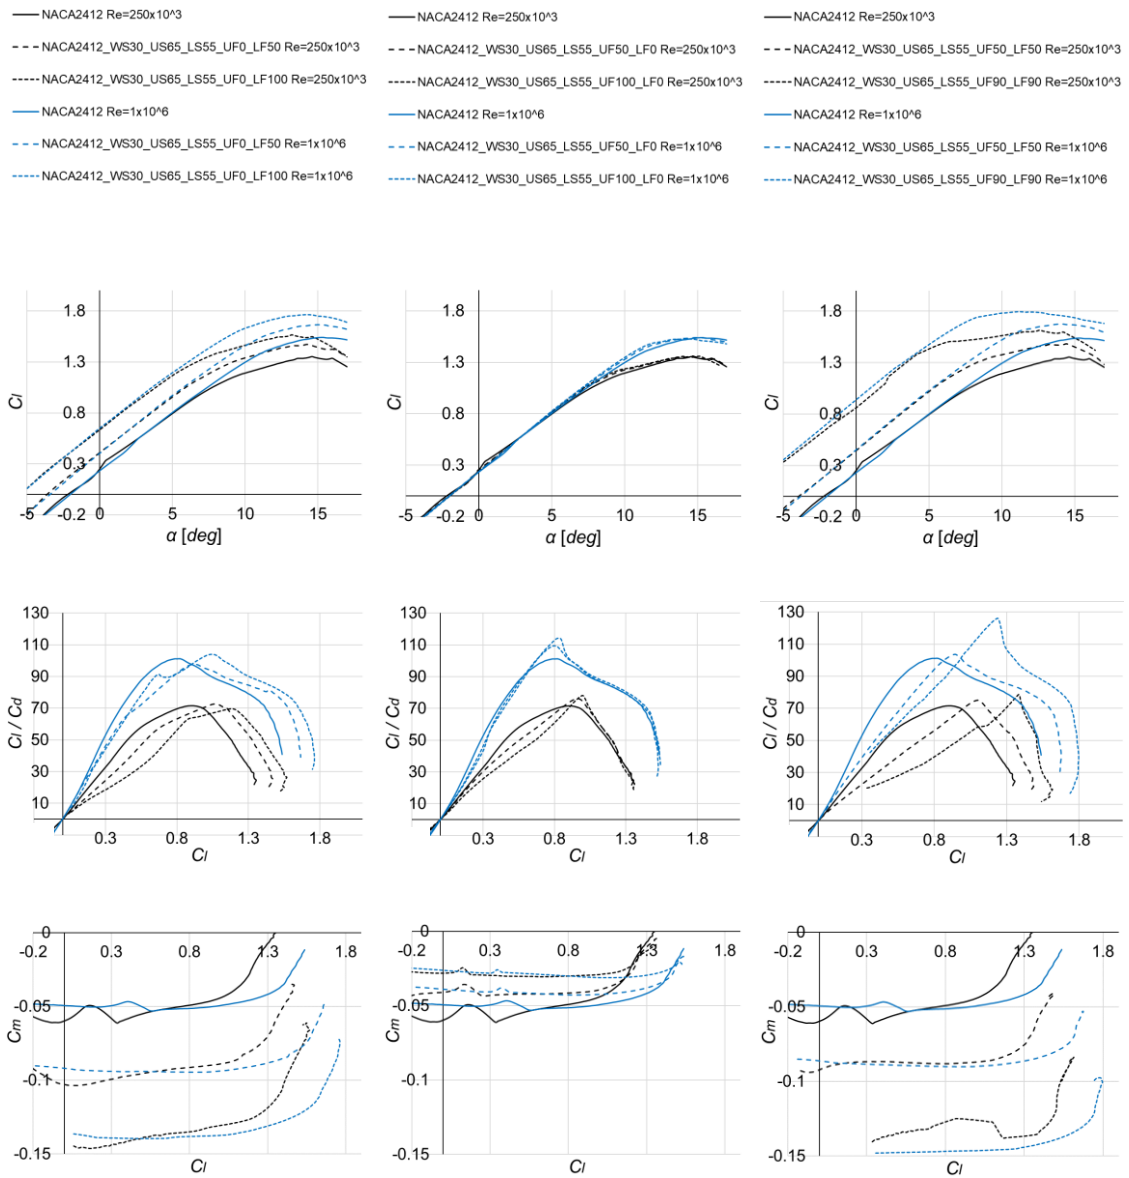 NACA2412 Re=250x10^3
NACA2412_WS30_US65_LS55_UF0_LF50 Re=250x10^3
NACA2412_WS30_US65_LS55_UF0_LF100 Re=250x10^3
NACA2412 Re=1x10^6
NACA2412_WS30_US65_LS55_UF0_LF50 Re=1x10^6
NACA2412_WS30_US65_LS55_UF0_LF100 Re=1x10^6
NACA2412 Re=250x10^3
NACA2412_WS30_US65_LS55_UF50_LF0 Re=250x10^3
NACA2412_WS30_US65_LS55_UF100_LF0 Re=250x10^3
NACA2412 Re=1x10^6
NACA2412_WS30_US65_LS55_UF50_LF0 Re=1x10^6
NACA2412_WS30_US65_LS55_UF100_LF0 Re=1x10^6
NACA2412 Re=250x10^3
NACA2412_WS30_US65_LS55_UF50_LF50 Re=250x10^3
NACA2412_WS30_US65_LS55_UF90_LF90 Re=250x10^3
NACA2412 Re=1x10^6
NACA2412_WS30_US65_LS55_UF50_LF50 Re=1x10^6
NACA2412_WS30_US65_LS55_UF90_LF90 Re=1x10^6
1.8
1.3
Cl
0.8
0.3
-5 -0.2 0 5 10 15
α [deg]
1.8
1.3
Cl
0.8
0.3
-5 -0.2 0 5 10 15
α [deg]
1.8
1.3
Cl
0.8
0.3
-5 -0.2 0 5 10 15
α [deg]
130
110
90
Cl / Cd
70
50
30
10
0.3 0.8 1.3 1.8
Cl
130
110
90
Cl / Cd
70
50
30
10
0.3 0.8 1.3 1.8
Cl
130
110
90
Cl / Cd
70
50
30
10
0.3 0.8 1.3 1.8
Cl
0
-0.2 0.3 0.8 1.3 1.8
-0.05
Cm
-0.1
-0.15
Cl
0
-0.2 0.3 0.8 1.3 1.8
-0.05
Cm
-0.1
-0.15
Cl
0
-0.2 0.3 0.8 1.3 1.8
-0.05
Cm
-0.1
-0.15
Cl